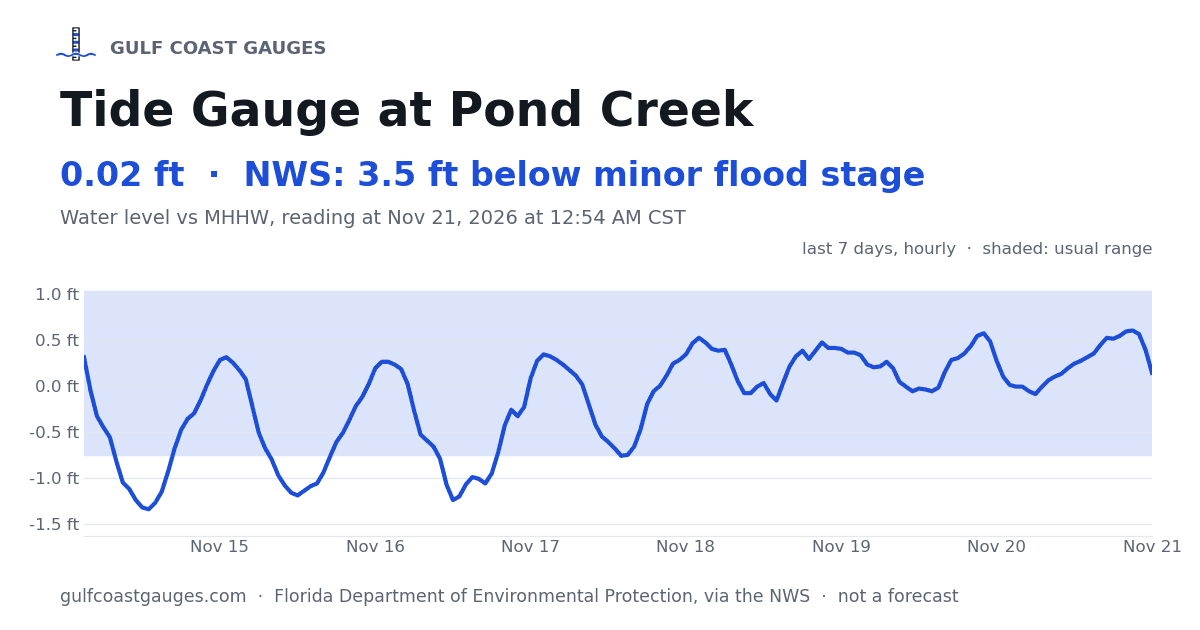 GULF COAST GAUGES
Tide Gauge at Pond Creek
0.02 ft · NWS: 3.5 ft below minor flood stage
Water level vs MHHW, reading at Nov 21, 2026 at 12:54 AM CST
last 7 days, hourly · shaded: usual range
1.0 ft
0.5 ft
0.0 ft
-0.5 ft
-1.0 ft
-1.5 ft
Nov 15 Nov 16 Nov 17 Nov 18 Nov 19 Nov 20 Nov 21
gulfcoastgauges.com · Florida Department of Environmental Protection, via the NWS · not a forecast